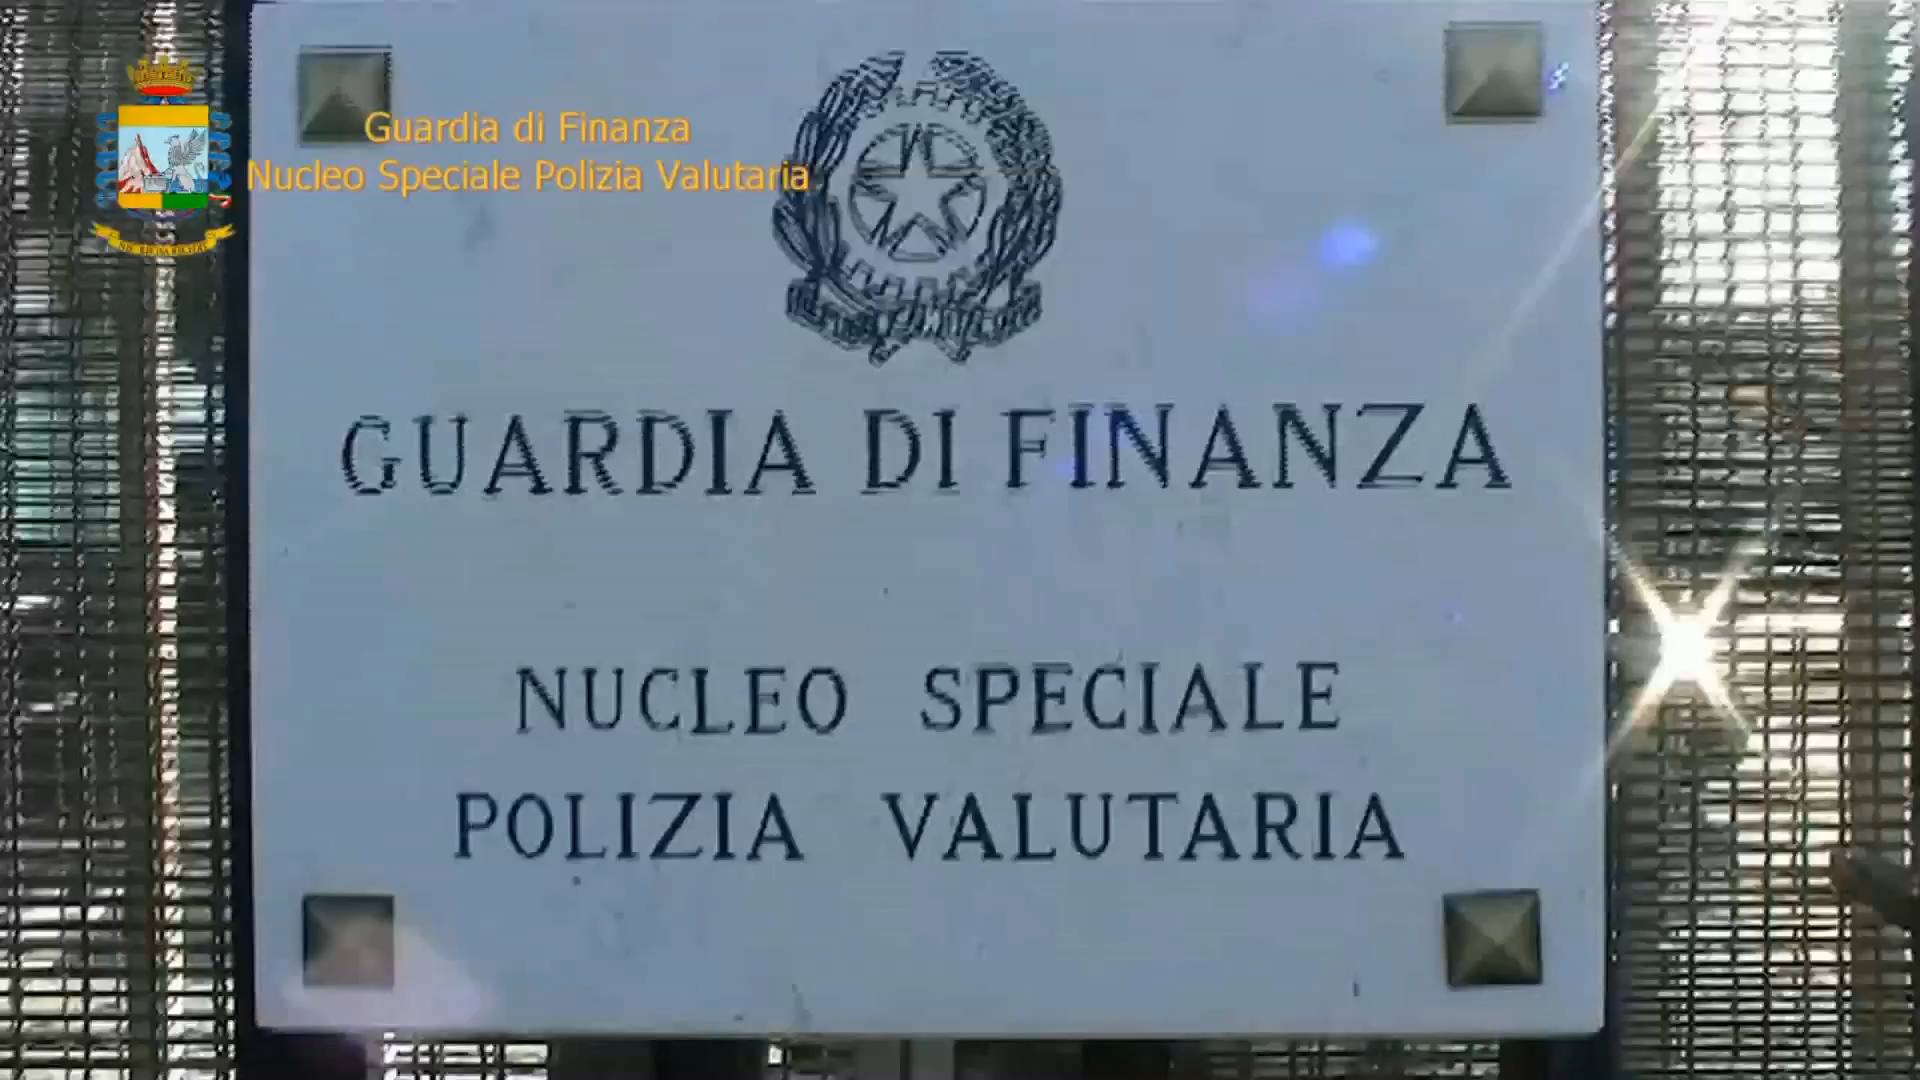 Guardia di Finanza
Nucleo Speciale Polizia Valutaria
GUARDIA DI FINANZA
NUCLEO SPECIALE
POLIZIA VALUTARIA